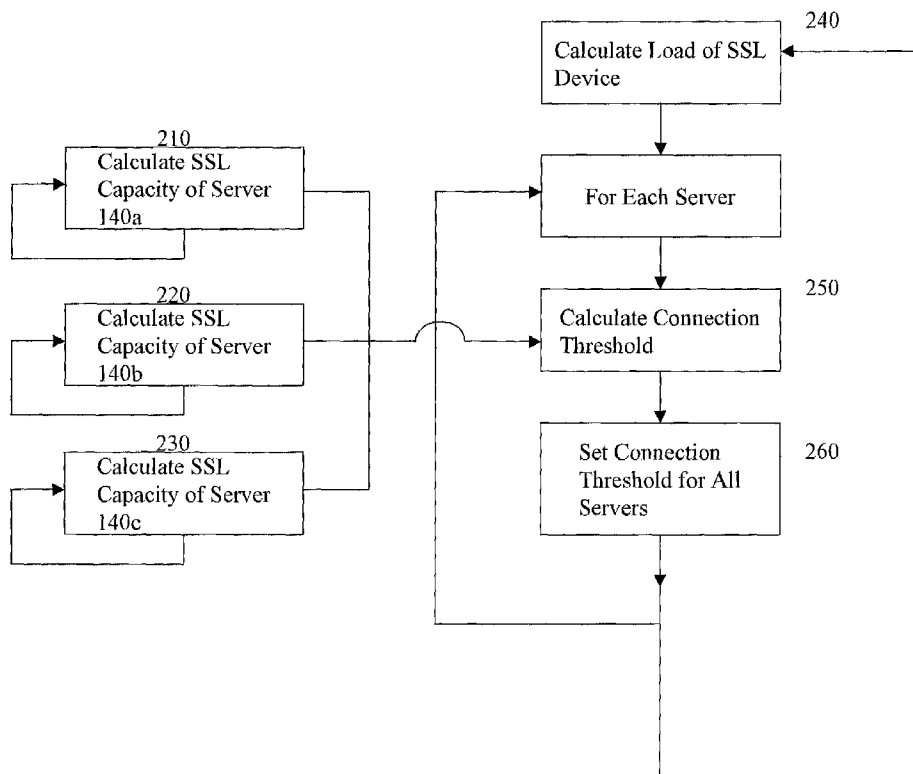 240
Calculate Load of SSL
Device
210
Calculate SSL
Capacity of Server
140a
For Each Server
220
Calculate SSL
Capacity of Server
140b
250
Calculate Connection
Threshold
230
Calculate SSL
Capacity of Server
140c
260
Set Connection
Threshold for All
Servers